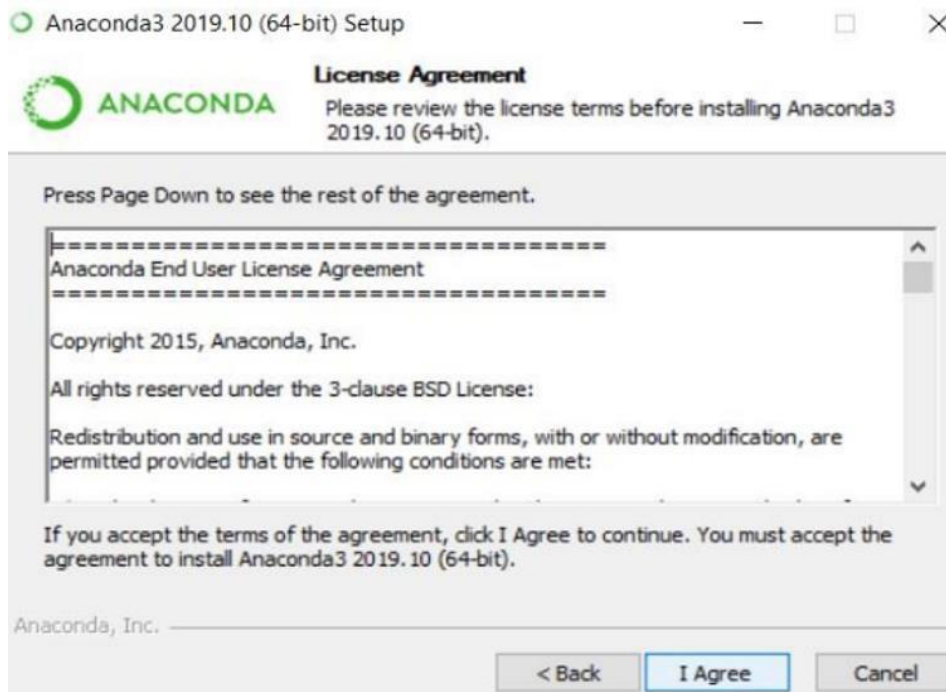 Anaconda3 2019.10 (64-bit) Setup
ANACONDA
License Agreement
Please review the license terms before installing Anaconda3
2019.10 (64-bit).
Press Page Down to see the rest of the agreement.
===================================
Anaconda End User License Agreement
===================================
Copyright 2015, Anaconda, Inc.
All rights reserved under the 3-clause BSD License:
Redistribution and use in source and binary forms, with or without modification, are
permitted provided that the following conditions are met:
If you accept the terms of the agreement, click I Agree to continue. You must accept the
agreement to install Anaconda3 2019.10 (64-bit).
Anaconda, Inc.
< Back
I Agree
Cancel